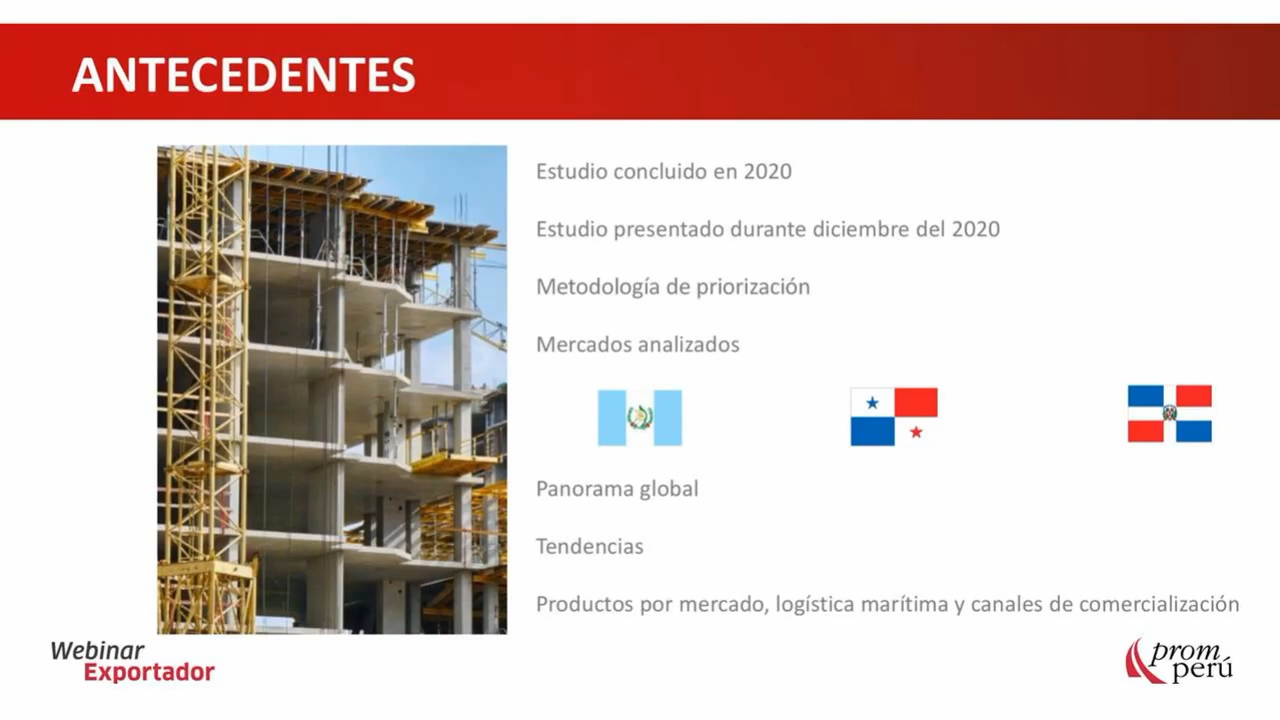 ANTECEDENTES
Estudio concluido en 2020
Estudio presentado durante diciembre del 2020
Metodología de priorización
Mercados analizados
Panorama global
Tendencias
Productos por mercado, logística marítima y canales de comercialización
Webinar
Exportador
prom
perú